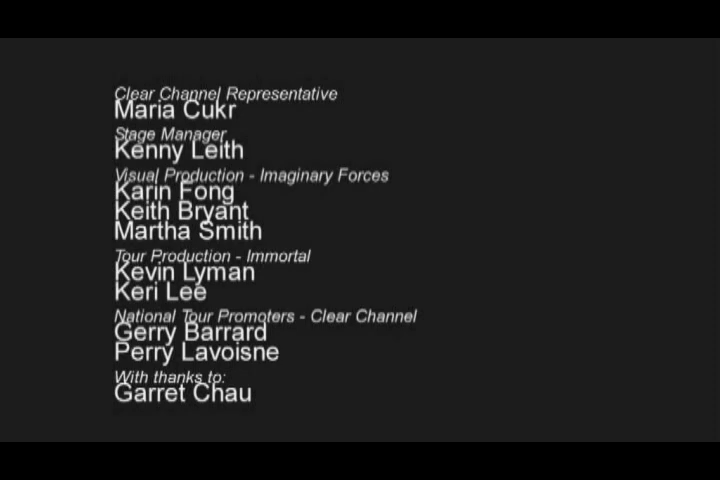 Clear Channel Representative
Maria Cukr
Stage Manager
Kenny Leith
Visual Production - Imaginary Forces
Karin Fong
Keith Bryant
Martha Smith
Tour Production - Immortal
Kevin Lyman
Keri Lee
National Tour Promoters - Clear Channel
Gerry Barrard
Perry Lavoisne
With thanks to:
Garret Chau